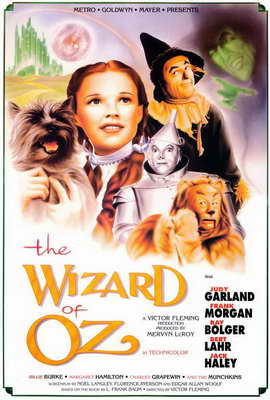 METRO • GOLDWYN • MAYER • PRESENTS
the
WIZARD
of
OZ
A
VICTOR FLEMING
PRODUCTION
PRODUCED BY
MERVYN LeROY
in TECHNICOLOR
With
JUDY
GARLAND
FRANK
MORGAN
RAY
BOLGER
BERT
LAHR
JACK
HALEY
BILLIE BURKE • MARGARET HAMILTON • CHARLEY GRAPEWIN • AND THE MUNCHKINS
SCREENPLAY BY NOEL LANGLEY, FLORENCE RYERSON AND EDGAR ALLAN WOOLF
BASED ON THE BOOK BY L. FRANK BAUM • DIRECTED BY VICTOR FLEMING